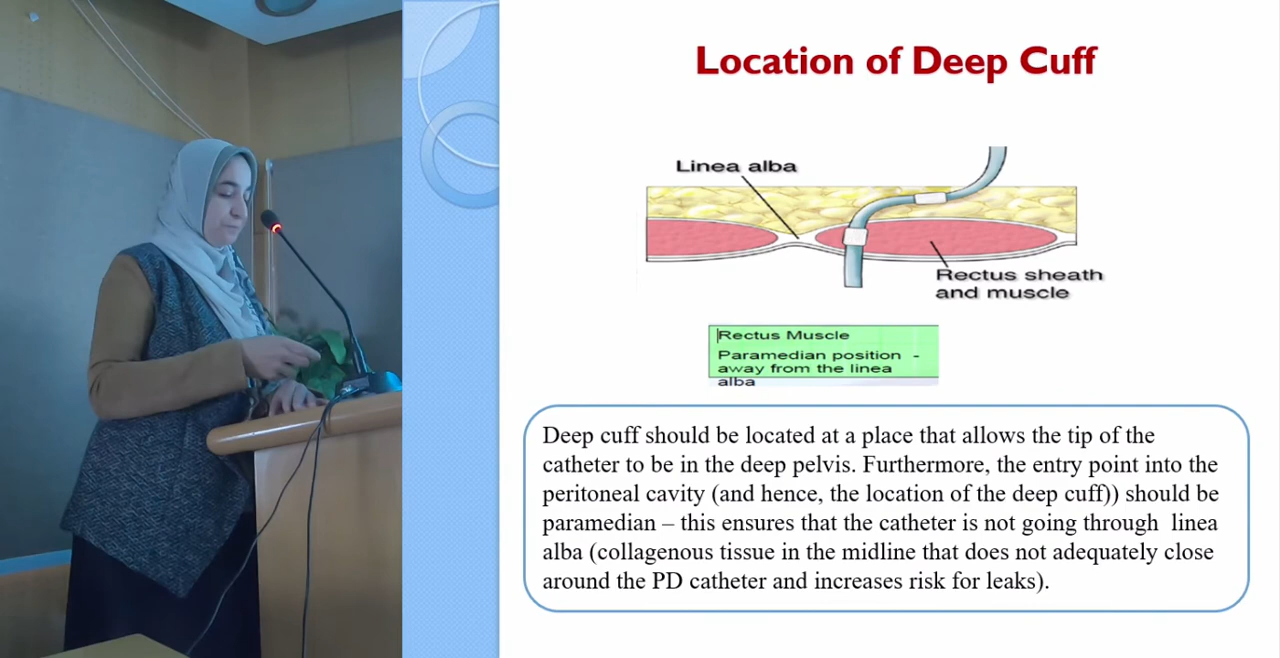 Location of Deep Cuff
Linea alba
Rectus sheath
and muscle
Rectus Muscle
Paramedian position -
away from the linea
alba
Deep cuff should be located at a place that allows the tip of the
catheter to be in the deep pelvis. Furthermore, the entry point into the
peritoneal cavity (and hence, the location of the deep cuff)) should be
paramedian – this ensures that the catheter is not going through linea
alba (collagenous tissue in the midline that does not adequately close
around the PD catheter and increases risk for leaks).